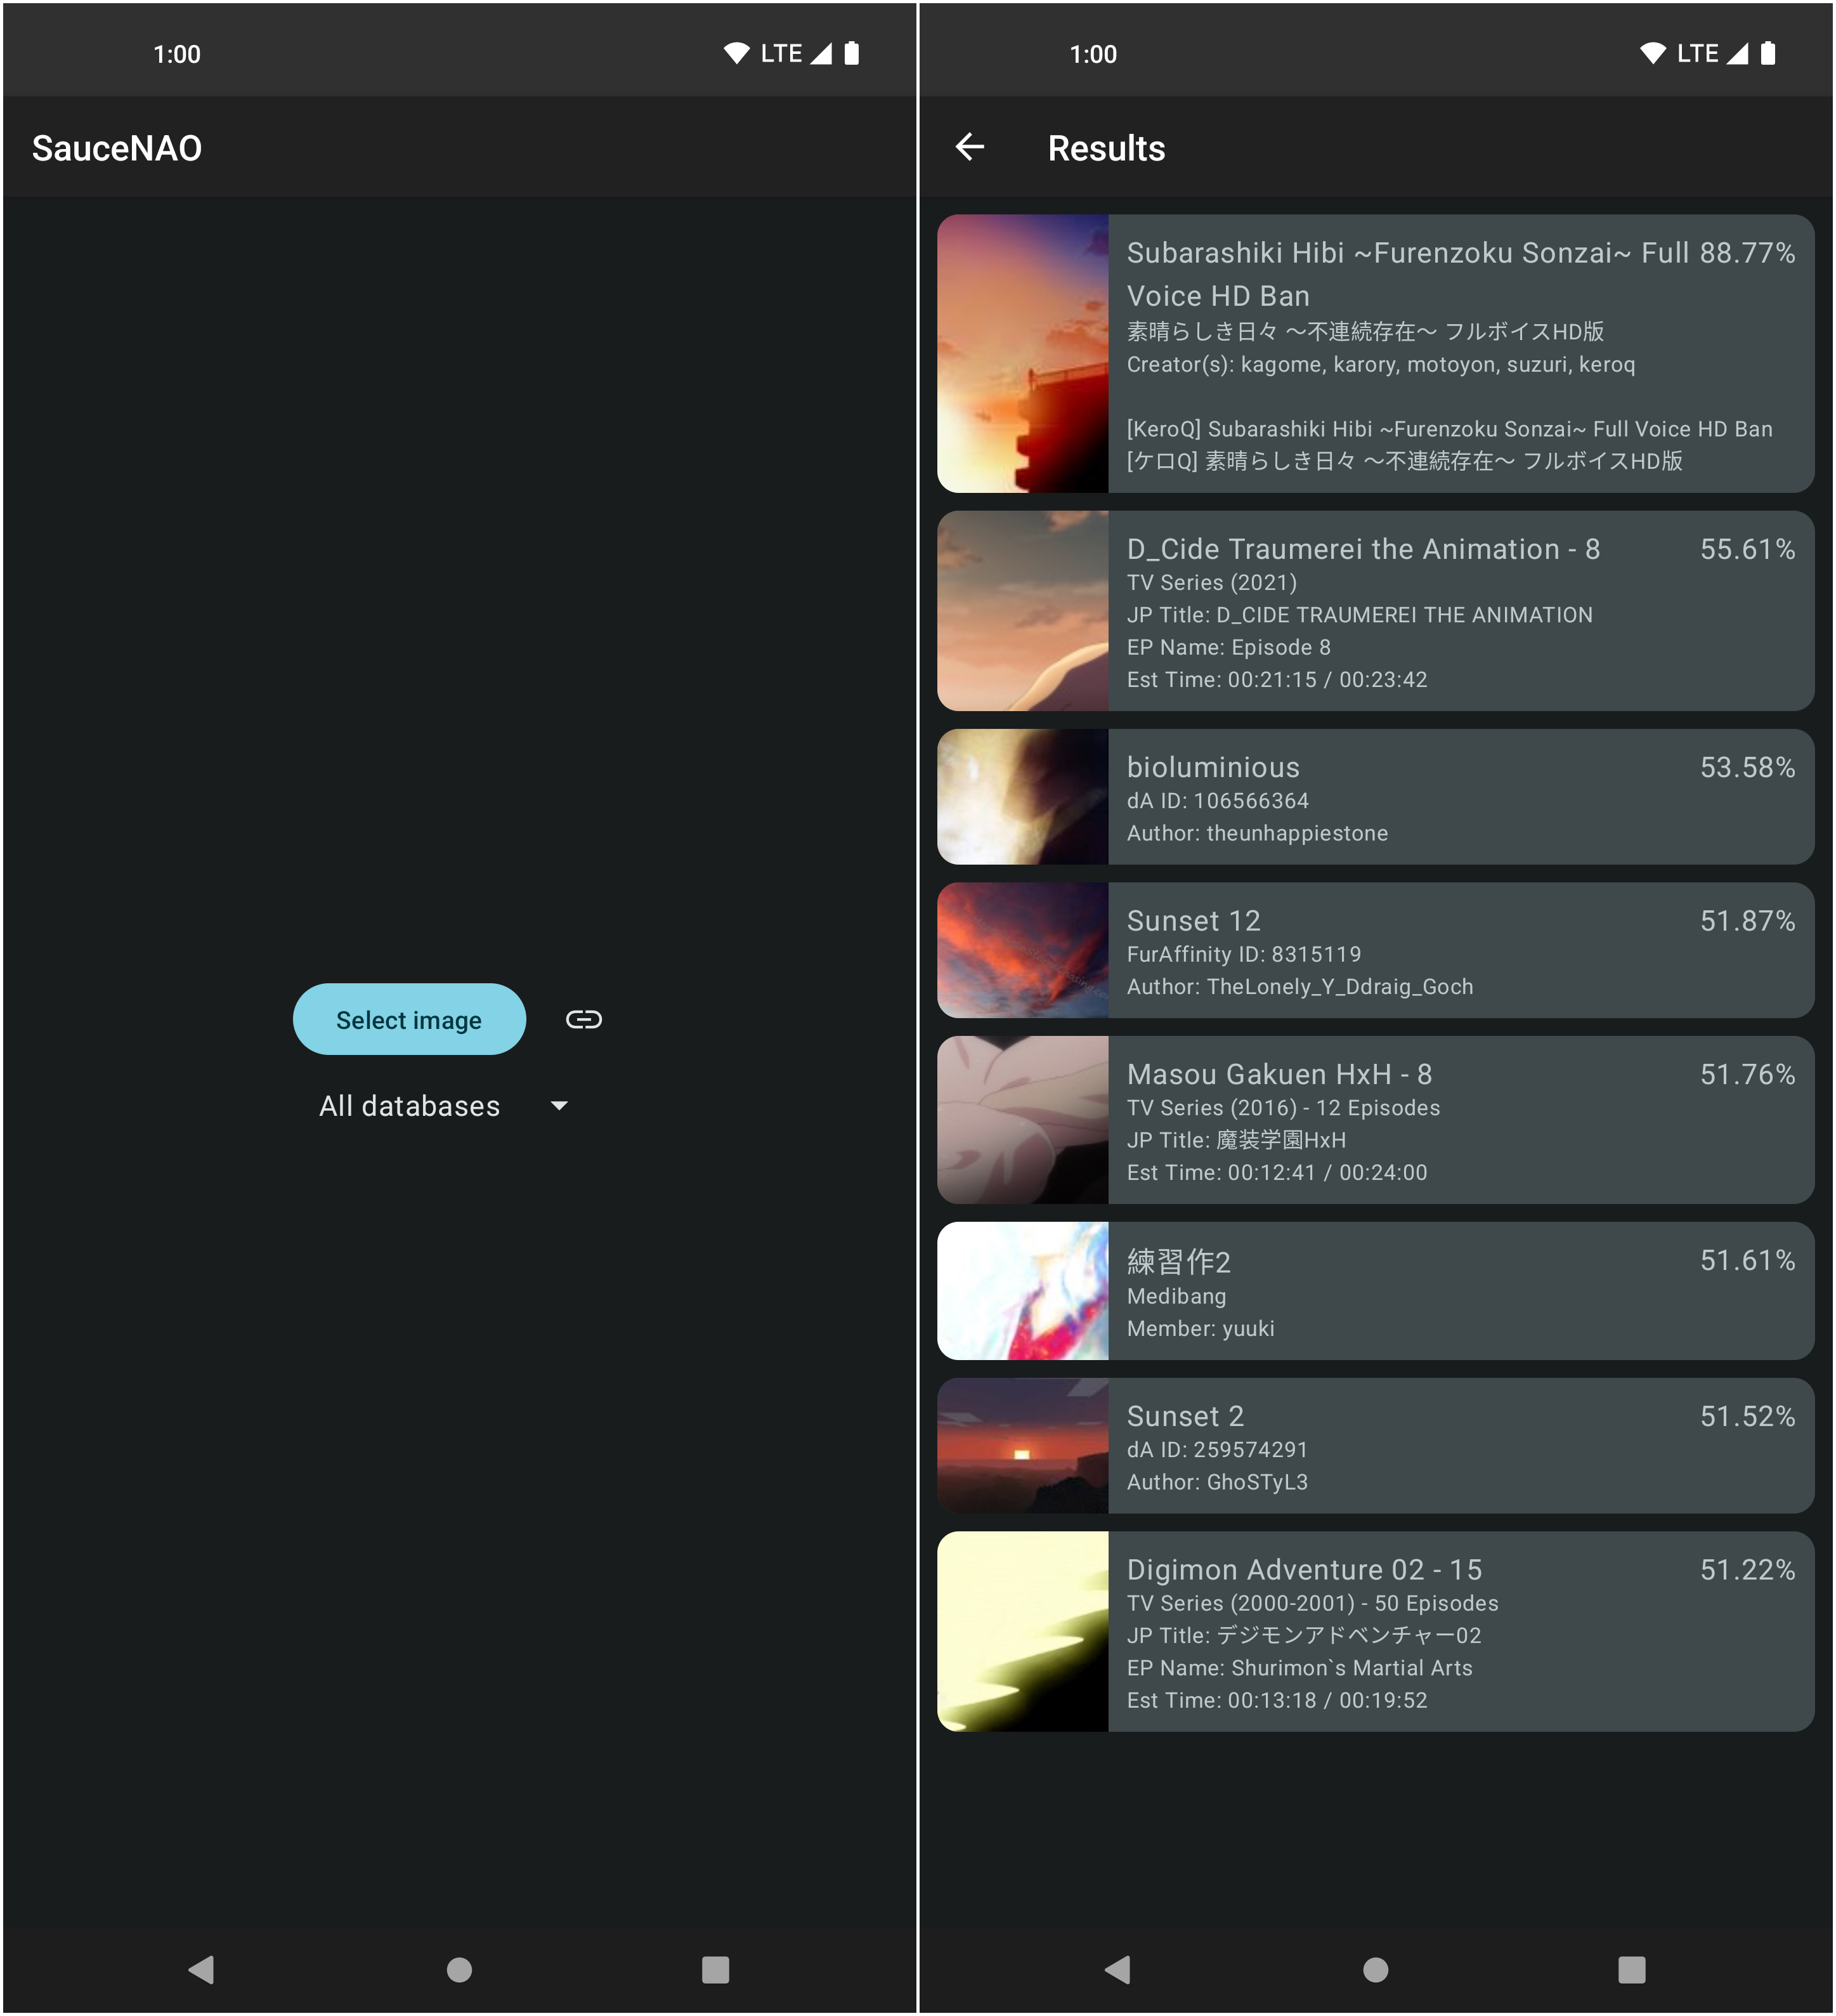 1:00
LTE
SauceNAO
Select image
All databases
1:00
LTE
Results
Subarashiki Hibi ~Furenzoku Sonzai~ Full 88.77%
Voice HD Ban
素晴らしき日々 ～不連続存在～ フルボイスHD版
Creator(s): kagome, karory, motoyon, suzuri, keroq
[KeroQ] Subarashiki Hibi ~Furenzoku Sonzai~ Full Voice HD Ban
[ケロQ] 素晴らしき日々 ～不連続存在～ フルボイスHD版
D_Cide Traumerei the Animation - 8 55.61%
TV Series (2021)
JP Title: D_CIDE TRAUMEREI THE ANIMATION
EP Name: Episode 8
Est Time: 00:21:15 / 00:23:42
bioluminious 53.58%
dA ID: 106566364
Author: theunhappiestone
Sunset 12 51.87%
FurAffinity ID: 8315119
Author: TheLonely_Y_Ddraig_Goch
Masou Gakuen HxH - 8 51.76%
TV Series (2016) - 12 Episodes
JP Title: 魔装学園HxH
Est Time: 00:12:41 / 00:24:00
練習作2 51.61%
Medibang
Member: yuuki
Sunset 2 51.52%
dA ID: 259574291
Author: GhoSTyL3
Digimon Adventure 02 - 15 51.22%
TV Series (2000-2001) - 50 Episodes
JP Title: デジモンアドベンチャー02
EP Name: Shurimon`s Martial Arts
Est Time: 00:13:18 / 00:19:52